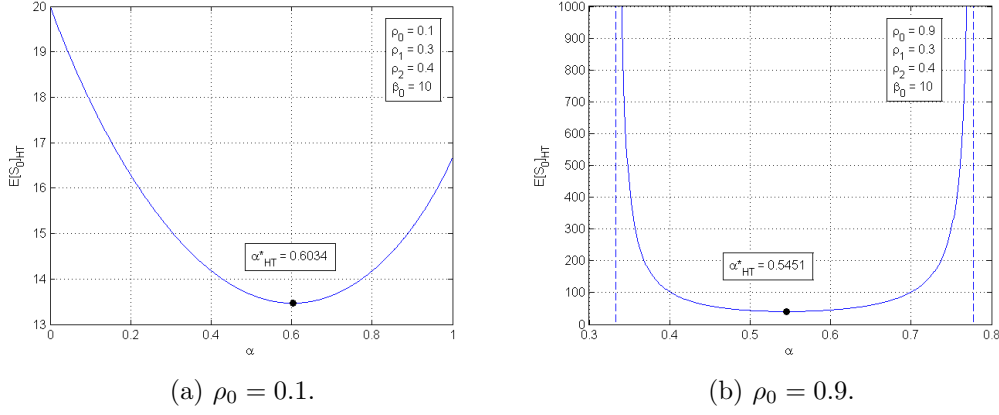 20
19
18
17
16
15
14
13
E[S₀]HT
ρ₀ = 0.1
ρ₁ = 0.3
ρ₂ = 0.4
β₀ = 10
α*HT = 0.6034
0 0.2 0.4 0.6 0.8 1
α
(a) ρ₀ = 0.1.
1000
900
800
700
600
500
400
300
200
100
0
E[S₀]HT
ρ₀ = 0.9
ρ₁ = 0.3
ρ₂ = 0.4
β₀ = 10
α*HT = 0.5451
0.3 0.4 0.5 0.6 0.7 0.8
α
(b) ρ₀ = 0.9.